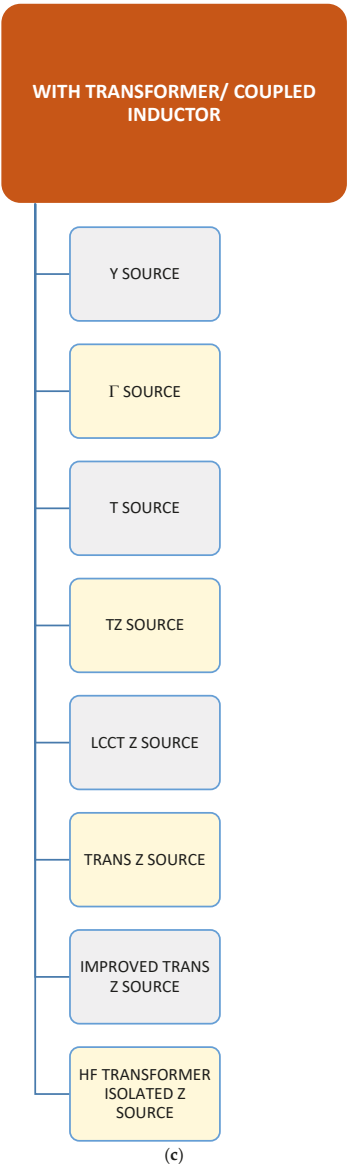 WITH TRANSFORMER/ COUPLED
INDUCTOR
Y SOURCE
Γ SOURCE
T SOURCE
TZ SOURCE
LCCT Z SOURCE
TRANS Z SOURCE
IMPROVED TRANS
Z SOURCE
HF TRANSFORMER
ISOLATED Z
SOURCE
(c)